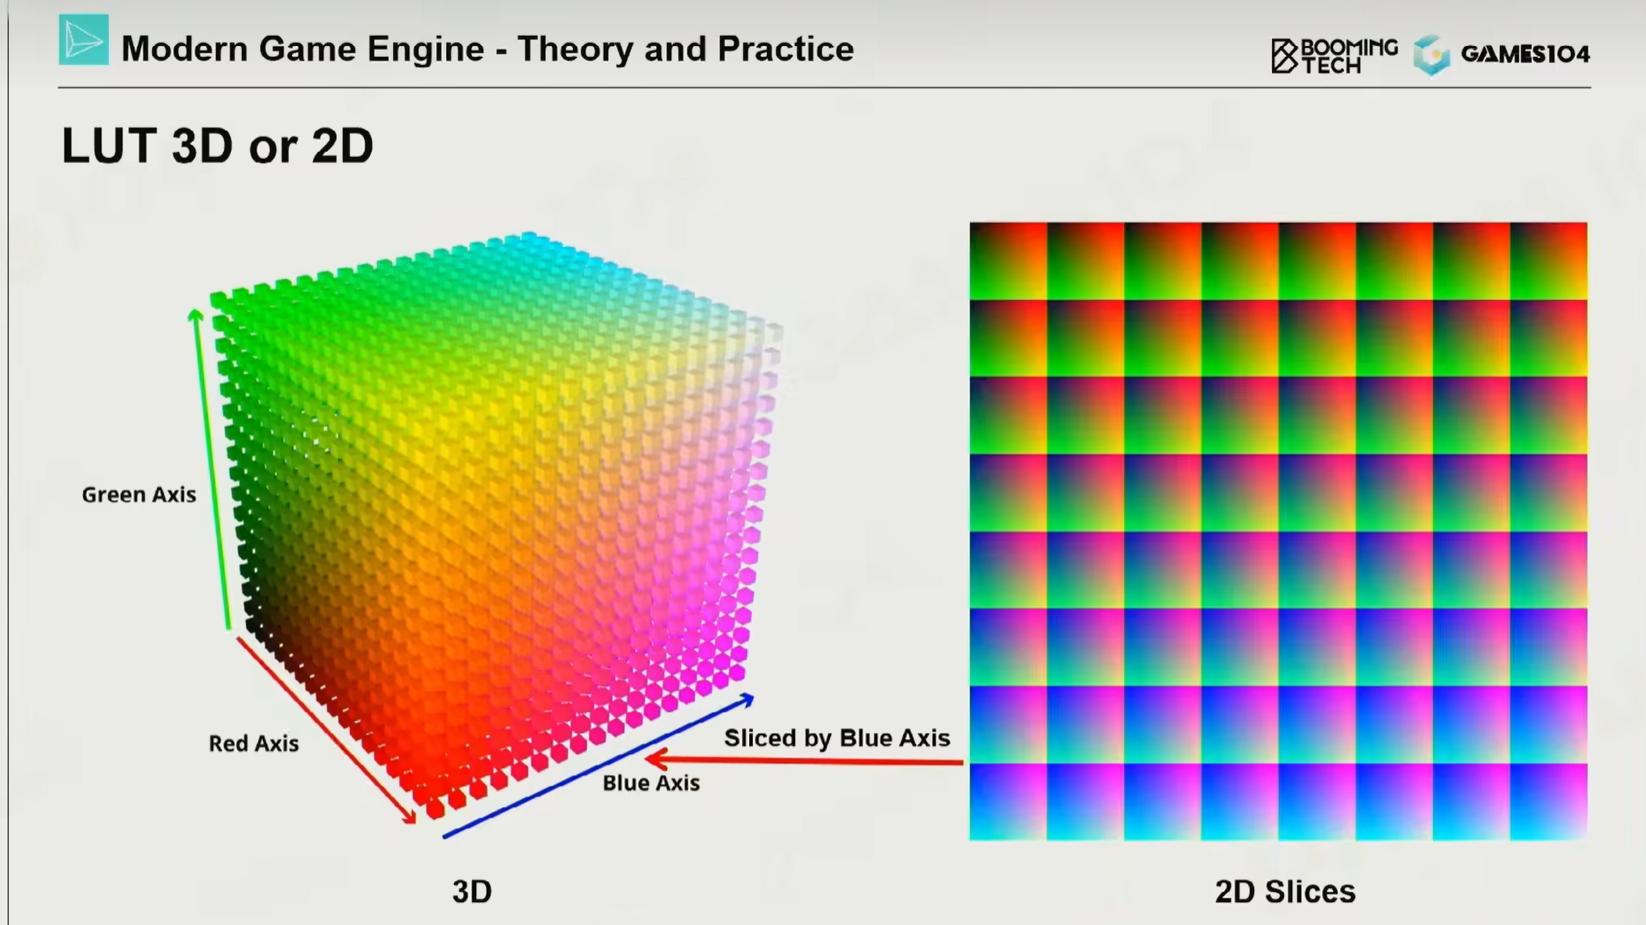 Modern Game Engine - Theory and Practice
BOOMING
TECH
GAMES104
LUT 3D or 2D
Green Axis
Red Axis
Sliced by Blue Axis
Blue Axis
3D
2D Slices